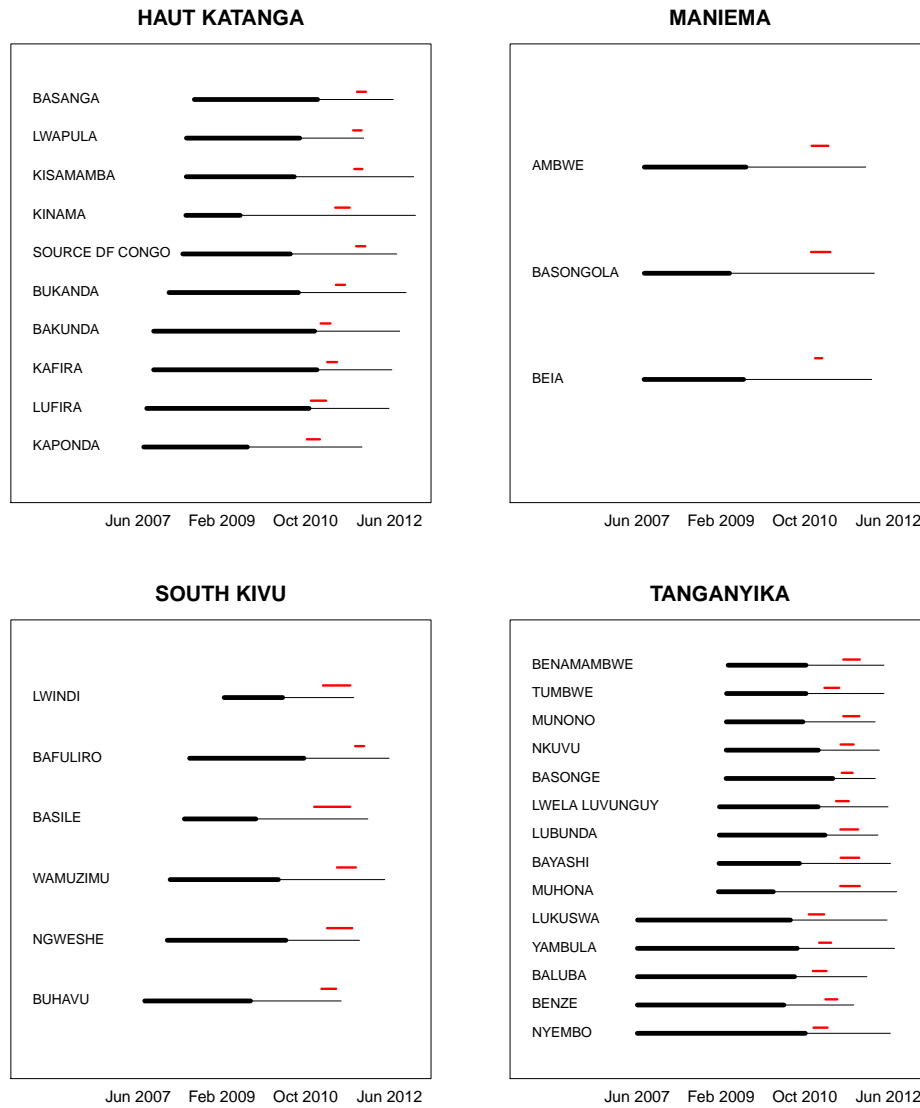 HAUT KATANGA
BASANGA
LWAPULA
KISAMAMBA
KINAMA
SOURCE DF CONGO
BUKANDA
BAKUNDA
KAFIRA
LUFIRA
KAPONDA
Jun 2007 Feb 2009 Oct 2010 Jun 2012
MANIEMA
AMBWE
BASONGOLA
BEIA
Jun 2007 Feb 2009 Oct 2010 Jun 2012
SOUTH KIVU
LWINDI
BAFULIRO
BASILE
WAMUZIMU
NGWESHE
BUHAVU
Jun 2007 Feb 2009 Oct 2010 Jun 2012
TANGANYIKA
BENAMAMBWE
TUMBWE
MUNONO
NKUVU
BASONGE
LWELA LUVUNGUY
LUBUNDA
BAYASHI
MUHONA
LUKUSWA
YAMBULA
BALUBA
BENZE
NYEMBO
Jun 2007 Feb 2009 Oct 2010 Jun 2012